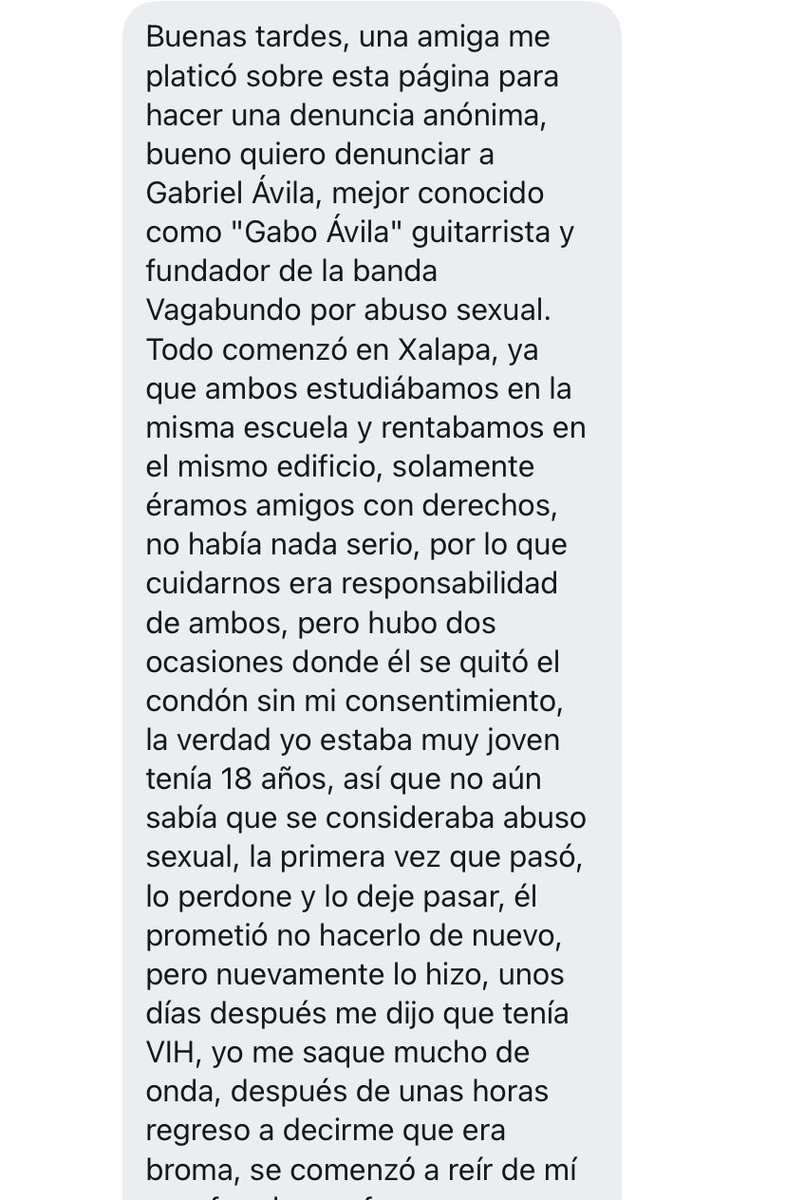 Buenas tardes, una amiga me
platicó sobre esta página para
hacer una denuncia anónima,
bueno quiero denunciar a
Gabriel Ávila, mejor conocido
como "Gabo Ávila" guitarrista y
fundador de la banda
Vagabundo por abuso sexual.
Todo comenzó en Xalapa, ya
que ambos estudiábamos en la
misma escuela y rentabamos en
el mismo edificio, solamente
éramos amigos con derechos,
no había nada serio, por lo que
cuidarnos era responsabilidad
de ambos, pero hubo dos
ocasiones donde él se quitó el
condón sin mi consentimiento,
la verdad yo estaba muy joven
tenía 18 años, así que no aún
sabía que se consideraba abuso
sexual, la primera vez que pasó,
lo perdone y lo deje pasar, él
prometió no hacerlo de nuevo,
pero nuevamente lo hizo, unos
días después me dijo que tenía
VIH, yo me saque mucho de
onda, después de unas horas
regreso a decirme que era
broma, se comenzó a reír de mí